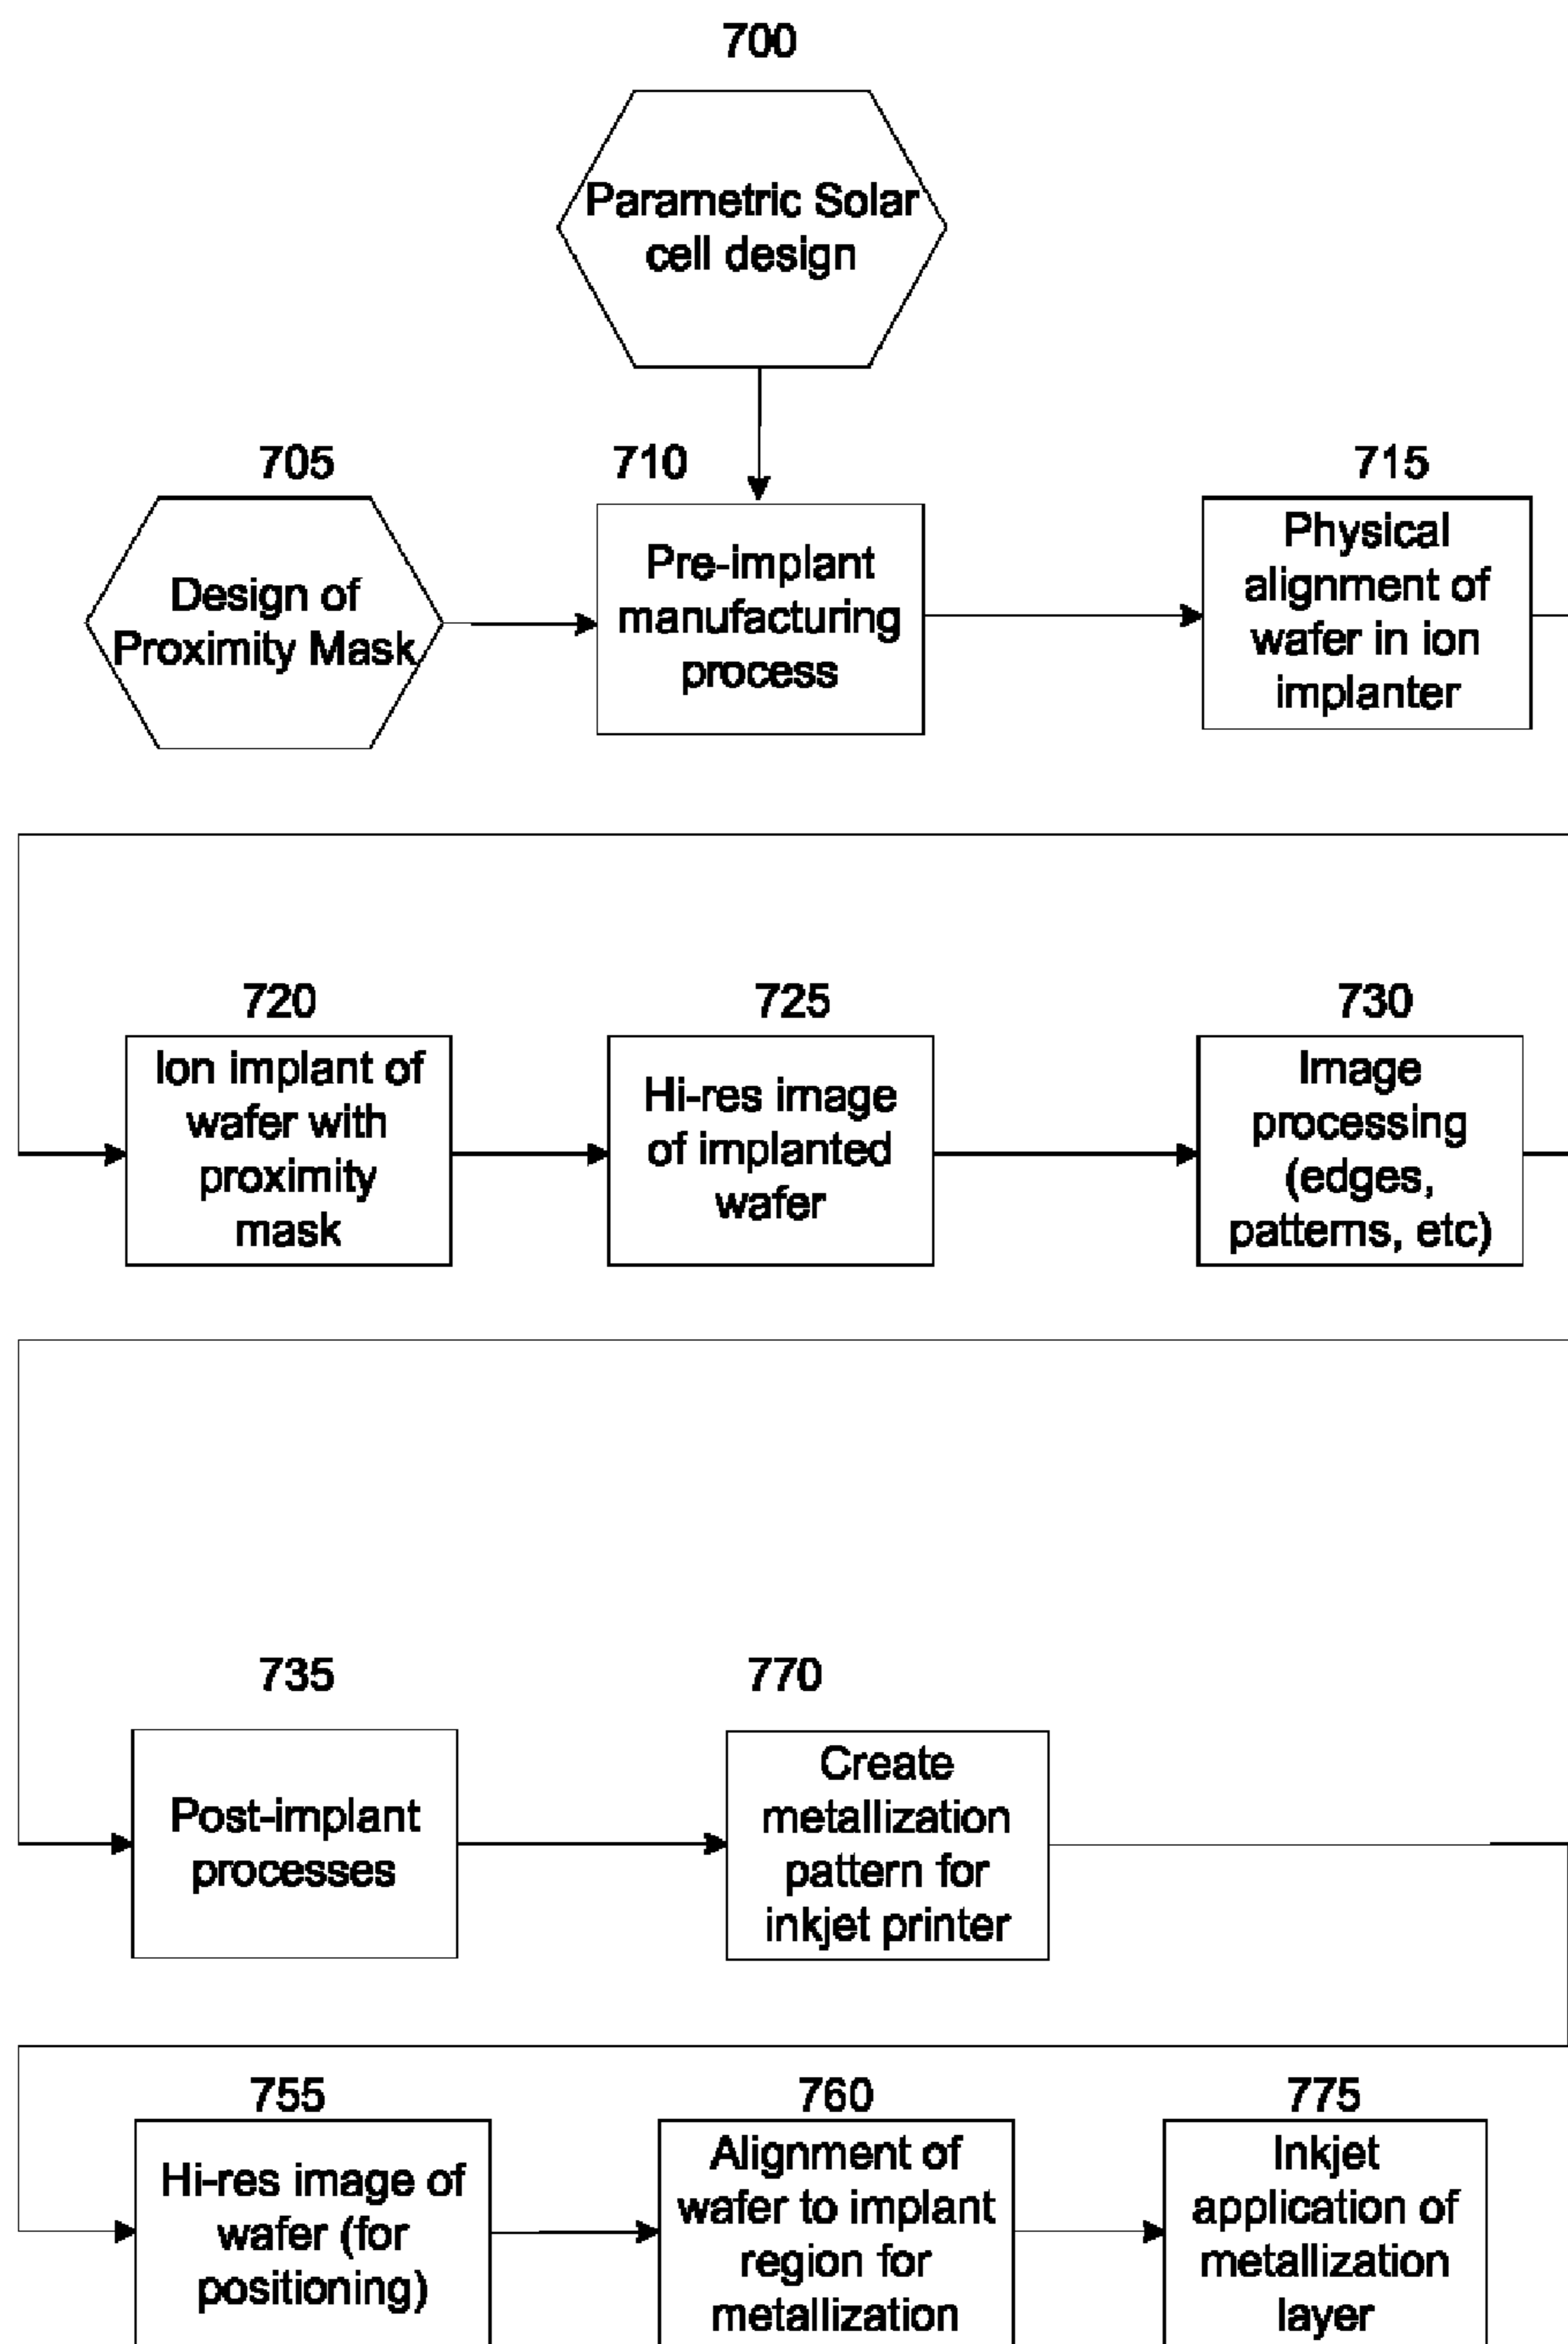 700
Parametric Solar
cell design
705
Design of
Proximity Mask
710
Pre-implant
manufacturing
process
715
Physical
alignment of
wafer in ion
implanter
720
Ion implant of
wafer with
proximity
mask
725
Hi-res image
of implanted
wafer
730
Image
processing
(edges,
patterns, etc)
735
Post-implant
processes
770
Create
metallization
pattern for
inkjet printer
755
Hi-res image of
wafer (for
positioning)
760
Alignment of
wafer to implant
region for
metallization
775
Inkjet
application of
metallization
layer